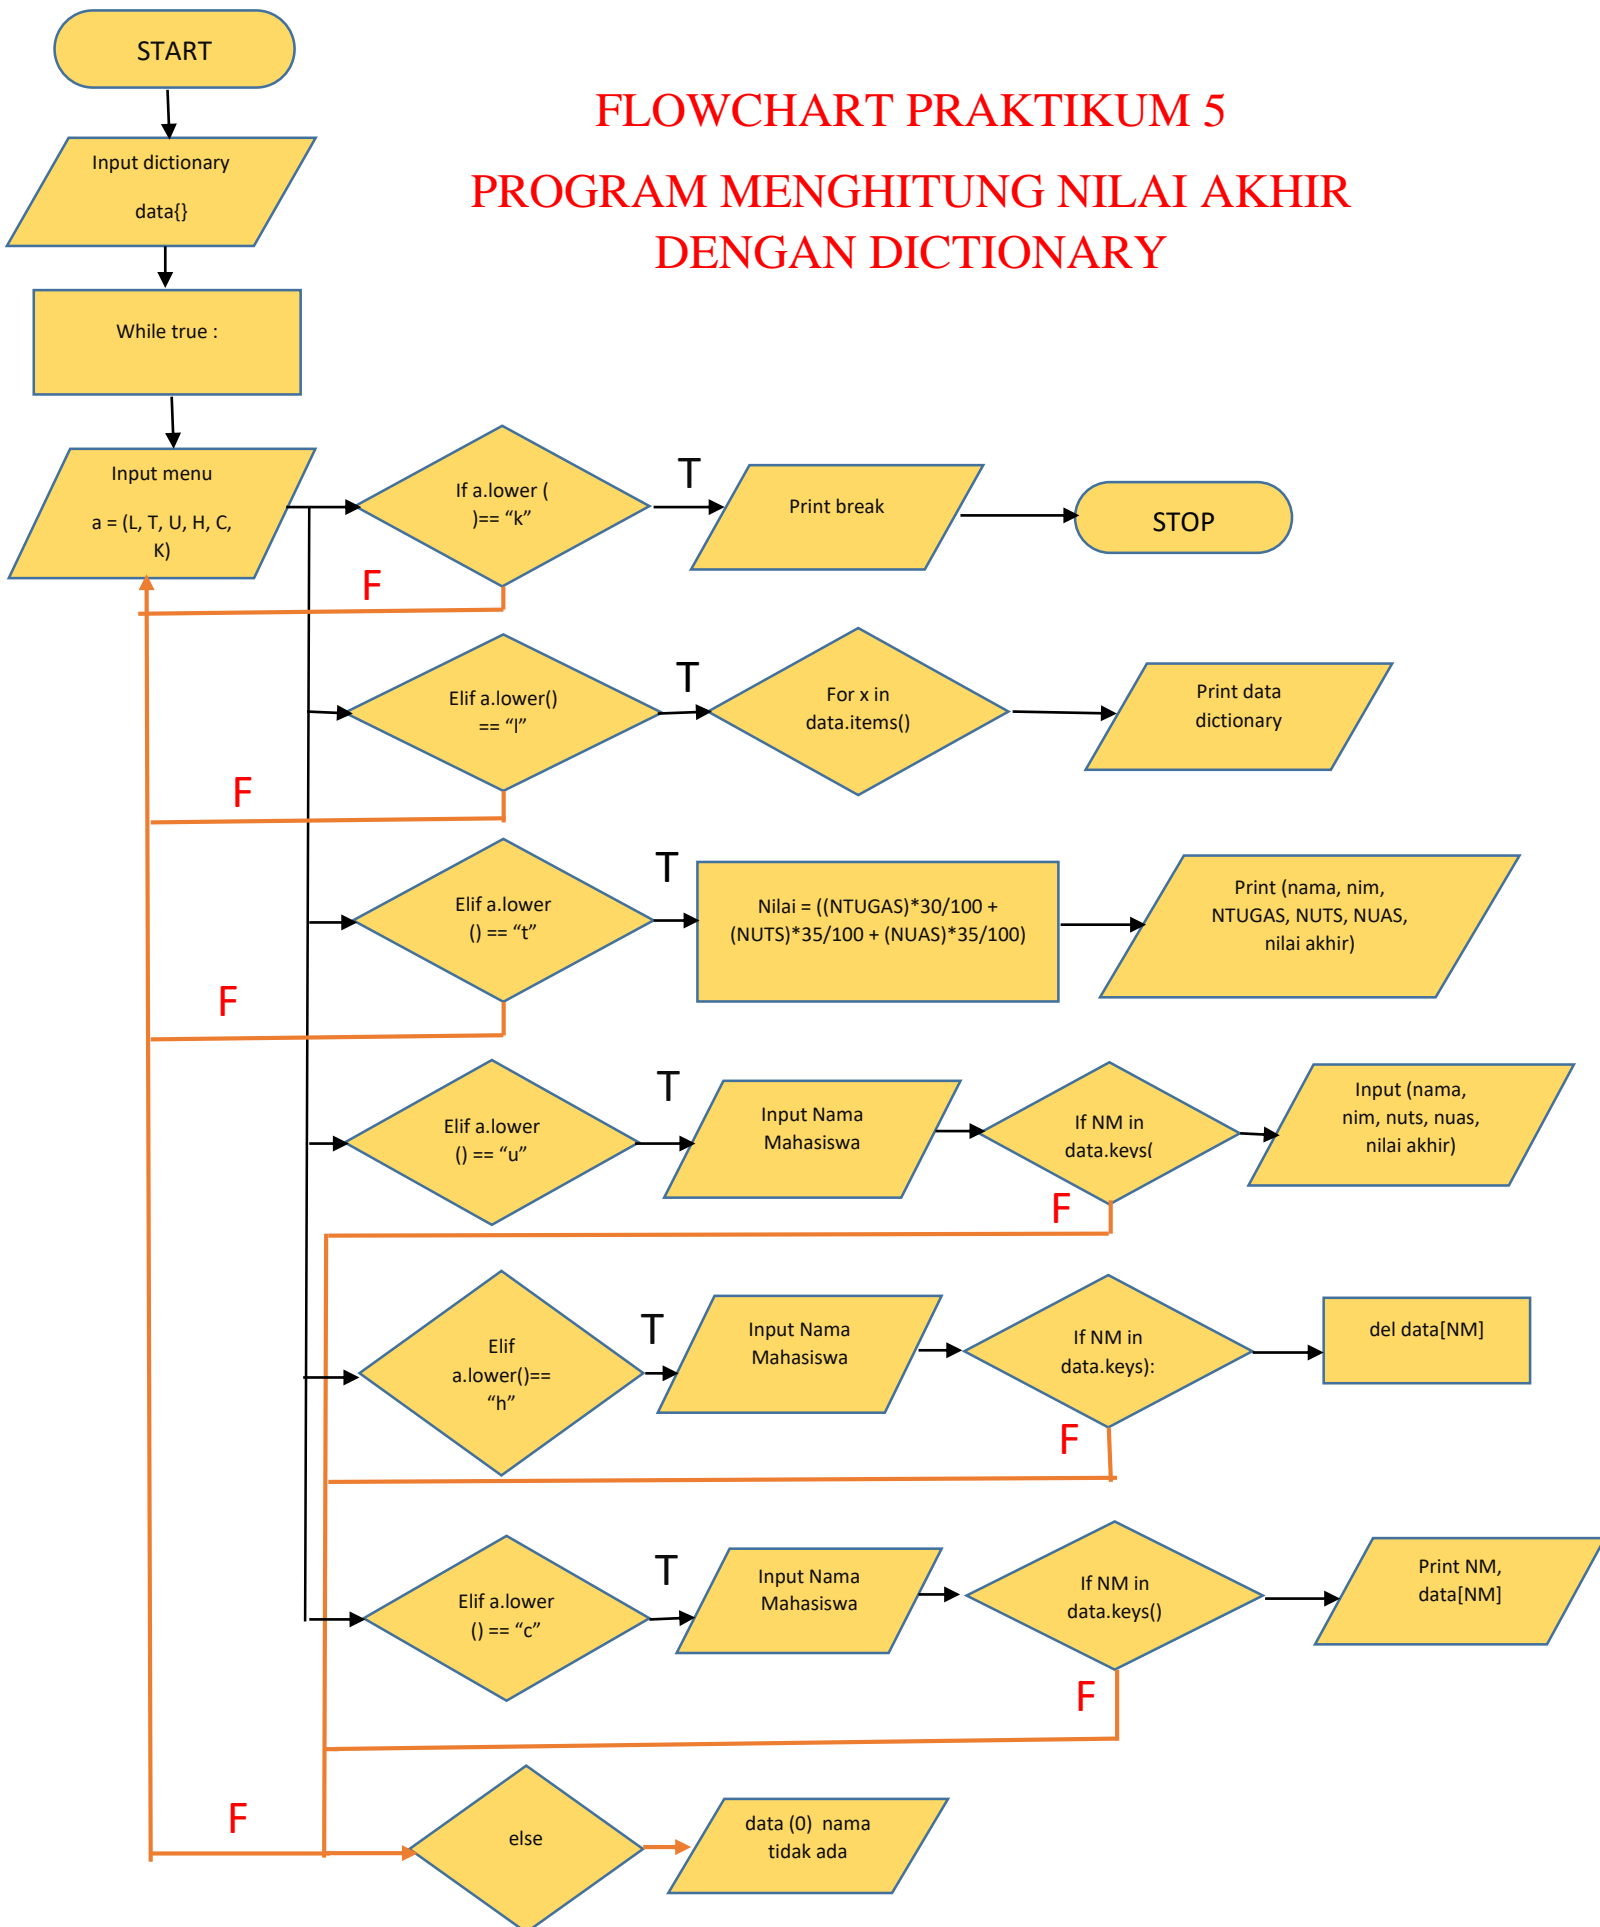 START
FLOWCHART PRAKTIKUM 5
PROGRAM MENGHITUNG NILAI AKHIR
DENGAN DICTIONARY
Input dictionary
data{}
While true :
Input menu
a = (L, T, U, H, C,
K)
If a.lower (
)== “k”
T
Print break
STOP
F
Elif a.lower()
== “l”
T
For x in
data.items()
Print data
dictionary
F
Elif a.lower
() == “t”
T
Nilai = ((NTUGAS)*30/100 +
(NUTS)*35/100 + (NUAS)*35/100)
Print (nama, nim,
NTUGAS, NUTS, NUAS,
nilai akhir)
F
Elif a.lower
() == “u”
T
Input Nama
Mahasiswa
If NM in
data.keys(
Input (nama,
nim, nuts, nuas,
nilai akhir)
F
Elif
a.lower()==
“h”
T
Input Nama
Mahasiswa
If NM in
data.keys):
del data[NM]
F
Elif a.lower
() == “c”
T
Input Nama
Mahasiswa
If NM in
data.keys()
Print NM,
data[NM]
F
F
else
data (0)  nama
tidak ada